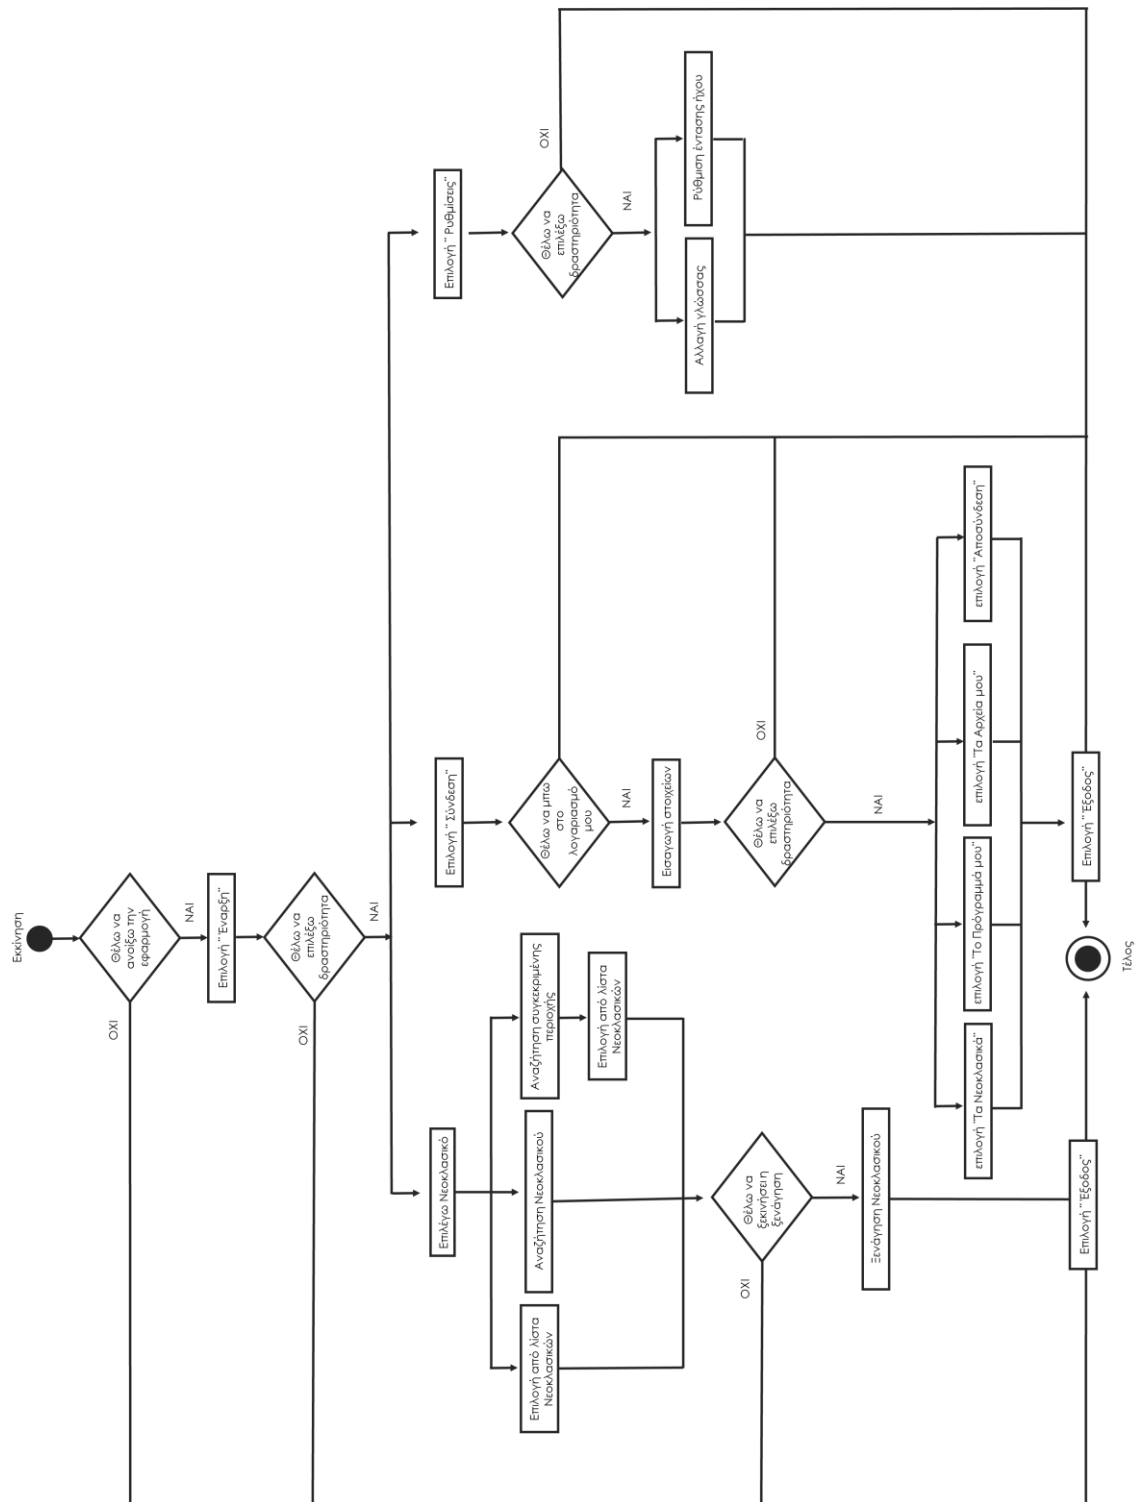 Εκκίνηση
Θέλω να
ανοίξω την
εφαρμογή
ΟΧΙ
ΝΑΙ
Επιλογή "Έναρξη"
Θέλω να
επιλέξω
δραστηριότητα
ΟΧΙ
ΝΑΙ
Επιλέγω Νεοκλασικό
Επιλογή " Σύνδεση"
Επιλογή " Ρυθμίσεις"
Επιλογή από λίστα
Νεοκλασικών
Αναζήτηση Νεοκλασικού
Αναζήτηση συγκεκριμένης
περιοχής
Επιλογή από λίστα
Νεοκλασικών
Θέλω να μπω
στο
λογαριασμό
μου
ΝΑΙ
Εισαγωγή στοιχείων
Θέλω να
επιλέξω
δραστηριότητα
ΟΧΙ
ΝΑΙ
Αλλαγή γλώσσας
Ρύθμιση έντασης ήχου
Θέλω να
ξεκινήσει η
ξενάγηση
ΟΧΙ
ΝΑΙ
Ξενάγηση Νεοκλασικού
Θέλω να
επιλέξω
δραστηριότητα
ΟΧΙ
ΝΑΙ
επιλογή "Τα Νεοκλασικά"
επιλογή "Το Πρόγραμμά μου"
επιλογή "Τα Αρχεία μου"
επιλογή "Αποσύνδεση"
Επιλογή "Έξοδος"
Επιλογή "Έξοδος"
Τέλος